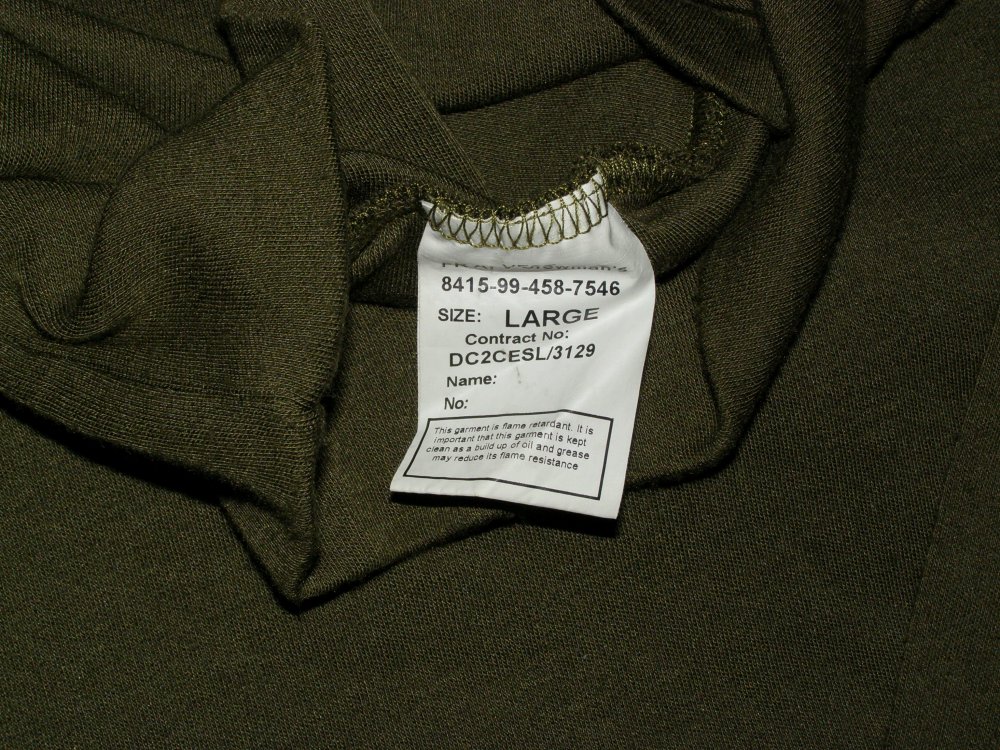 8415-99-458-7546
SIZE: LARGE
Contract No:
DC2CESL/3129
Name:
No:
This garment is flame retardant. It is
important that this garment is kept
clean as a build up of oil and grease
may reduce its flame resistance